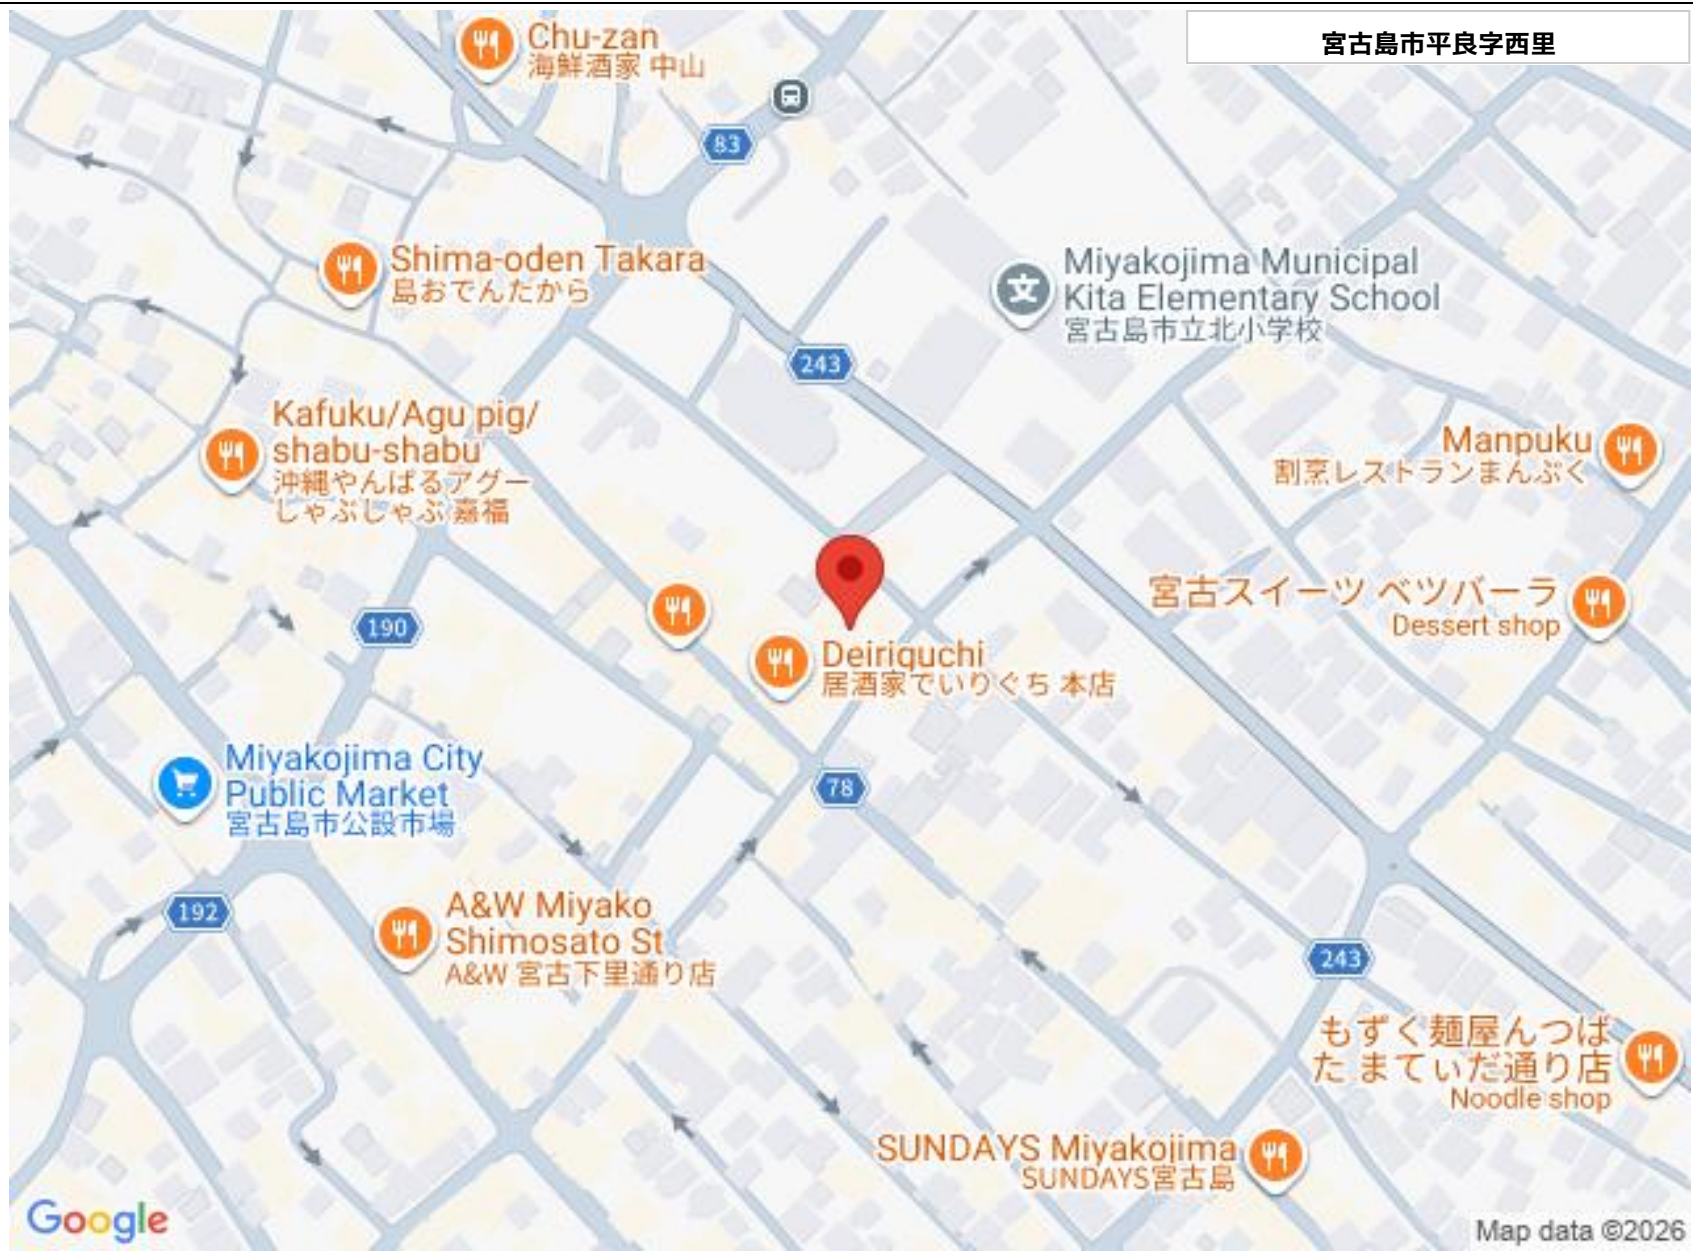 宮古島市平良字西里
Chu-zan
海鮮酒家 中山
83
Shima-oden Takara
島おでんたから
Miyakojima Municipal
Kita Elementary School
宮古島市立北小学校
文
243
Kafuku/Agu pig/
shabu-shabu
沖縄やんばるアグー
しゃぶしゃぶ 嘉福
Manpuku
割烹レストランまんぷく
宮古スイーツ ベツバーラ
Dessert shop
190
Deiriguchi
居酒家でいりぐち 本店
Miyakojima City
Public Market
宮古島市公設市場
78
192
A&W Miyako
Shimosato St
A&W 宮古下里通り店
243
もずく麺屋んつば
た まてぃだ通り店
Noodle shop
SUNDAYS Miyakojima
SUNDAYS宮古島
Google
Map data ©2026